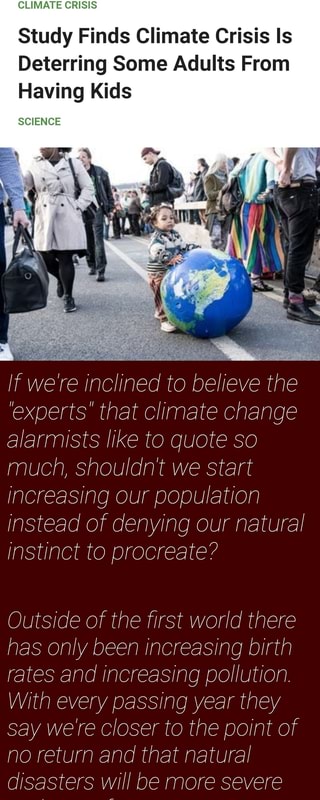 CLIMATE CRISIS
Study Finds Climate Crisis Is
Deterring Some Adults From
Having Kids
SCIENCE
If we're inclined to believe the
"experts" that climate change
alarmists like to quote so
much, shouldn't we start
increasing our population
instead of denying our natural
instinct to procreate?
Outside of the first world there
has only been increasing birth
rates and increasing pollution.
With every passing year they
say we're closer to the point of
no return and that natural
disasters will be more severe